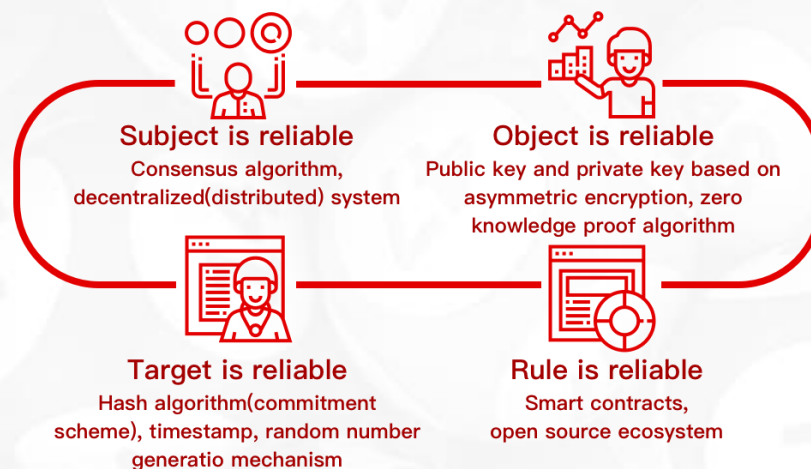 Subject is reliable
Consensus algorithm,
decentralized(distributed) system
Object is reliable
Public key and private key based on
asymmetric encryption, zero
knowledge proof algorithm
Target is reliable
Hash algorithm(commitment
scheme), timestamp, random number
generatio mechanism
Rule is reliable
Smart contracts,
open source ecosystem